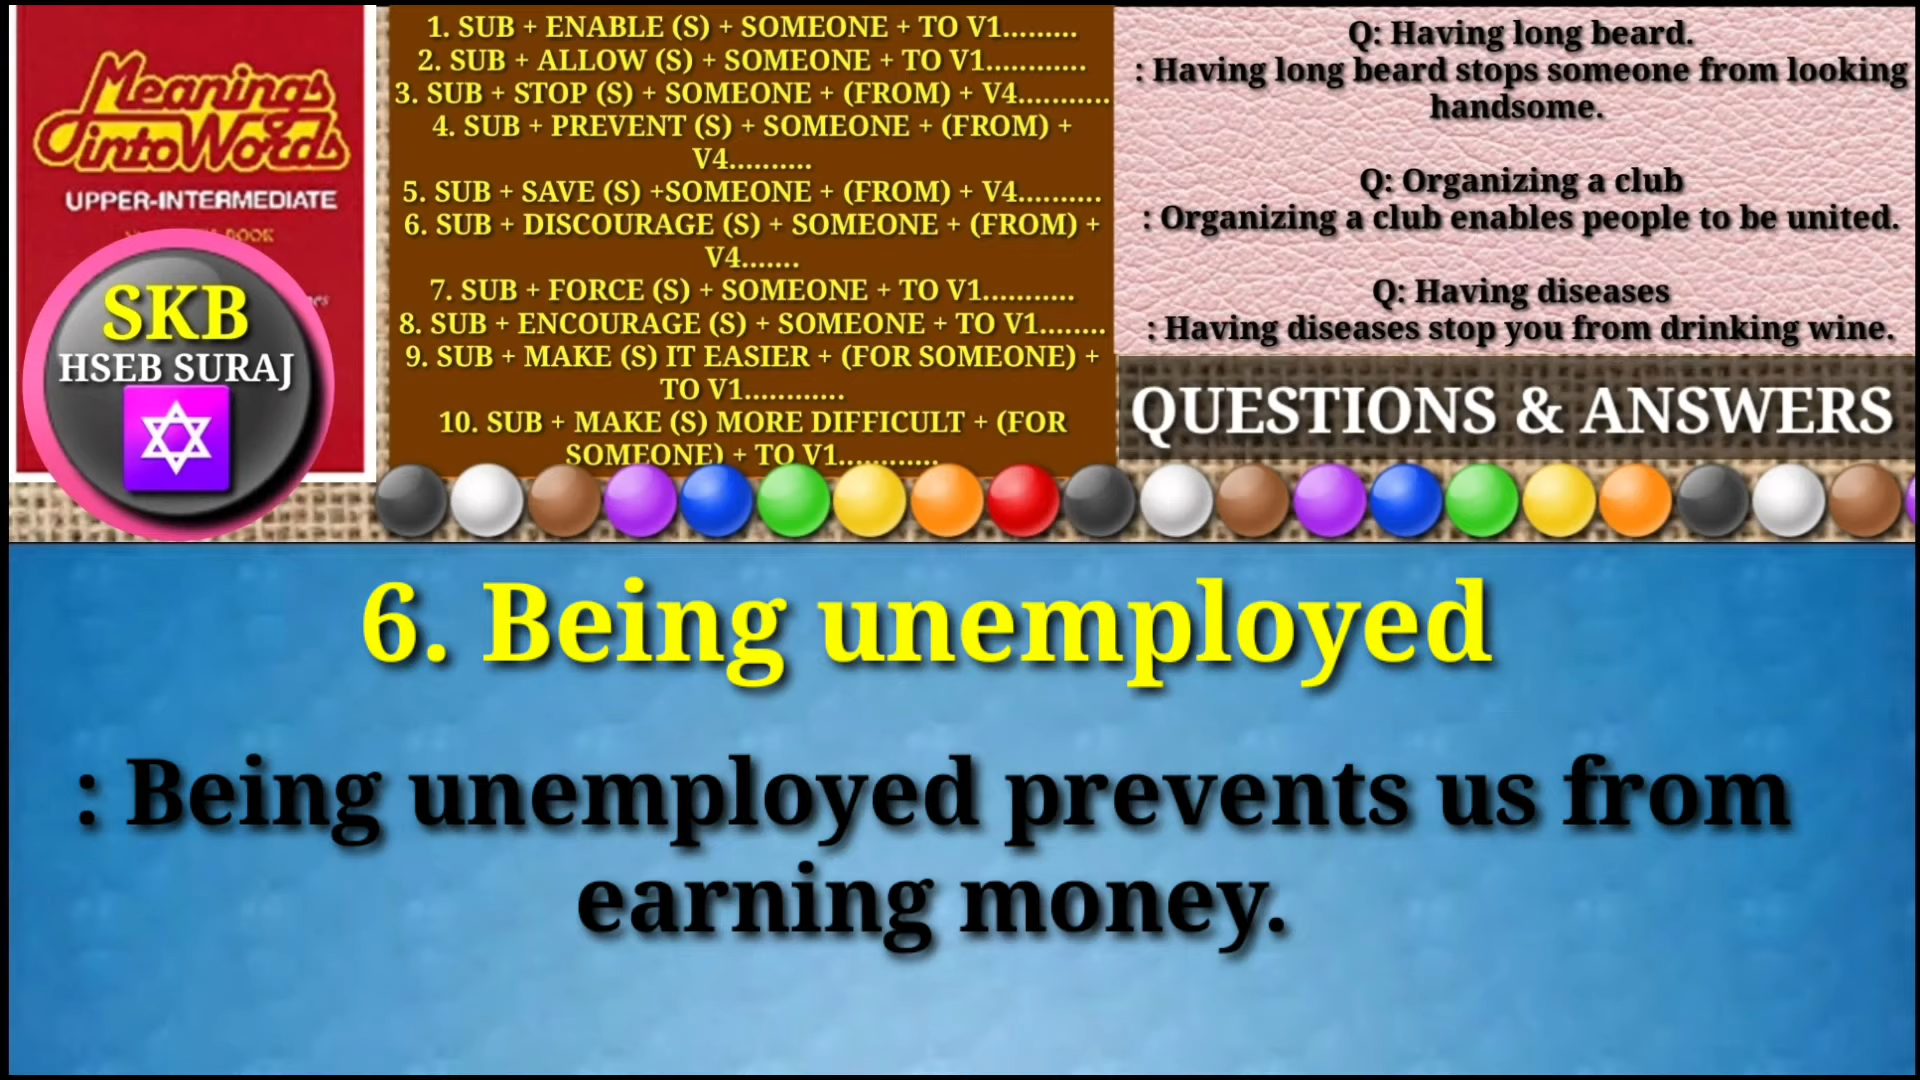 Meanings
into Words
UPPER-INTERMEDIATE
BOOK
SKB
HSEB SURAJ
1. SUB + ENABLE (S) + SOMEONE + TO V1.........
2. SUB + ALLOW (S) + SOMEONE + TO V1............
3. SUB + STOP (S) + SOMEONE + (FROM) + V4...........
4. SUB + PREVENT (S) + SOMEONE + (FROM) +
V4..........
5. SUB + SAVE (S) +SOMEONE + (FROM) + V4..........
6. SUB + DISCOURAGE (S) + SOMEONE + (FROM) +
V4.......
7. SUB + FORCE (S) + SOMEONE + TO V1...........
8. SUB + ENCOURAGE (S) + SOMEONE + TO V1........
9. SUB + MAKE (S) IT EASIER + (FOR SOMEONE) +
TO V1............
10. SUB + MAKE (S) MORE DIFFICULT + (FOR
SOMEONE) + TO V1............
Q: Having long beard.
: Having long beard stops someone from looking
handsome.
Q: Organizing a club
: Organizing a club enables people to be united.
Q: Having diseases
: Having diseases stop you from drinking wine.
QUESTIONS & ANSWERS
6. Being unemployed
: Being unemployed prevents us from
earning money.